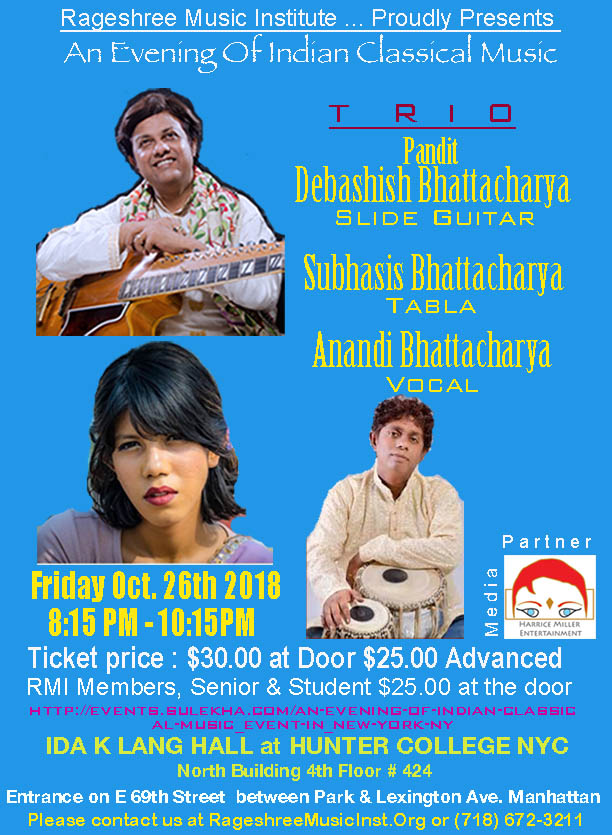 Rageshree Music Institute ... Proudly Presents
An Evening Of Indian Classical Music
TRIO
Pandit
Debashish Bhattacharya
Slide Guitar
Subhasis Bhattacharya
Tabla
Anandi Bhattacharya
Vocal
Partner
Media
Harrice Miller
Entertainment
Friday Oct. 26th 2018
8:15 PM - 10:15PM
Ticket price : $30.00 at Door $25.00 Advanced
RMI Members, Senior & Student $25.00 at the door
http://events.sulekha.com/an-evening-of-indian-classic
al-music_event-in_new-york-ny
IDA K LANG HALL at HUNTER COLLEGE NYC
North Building 4th Floor # 424
Entrance on E 69th Street between Park & Lexington Ave. Manhattan
Please contact us at RageshreeMusicInst.Org or (718) 672-3211